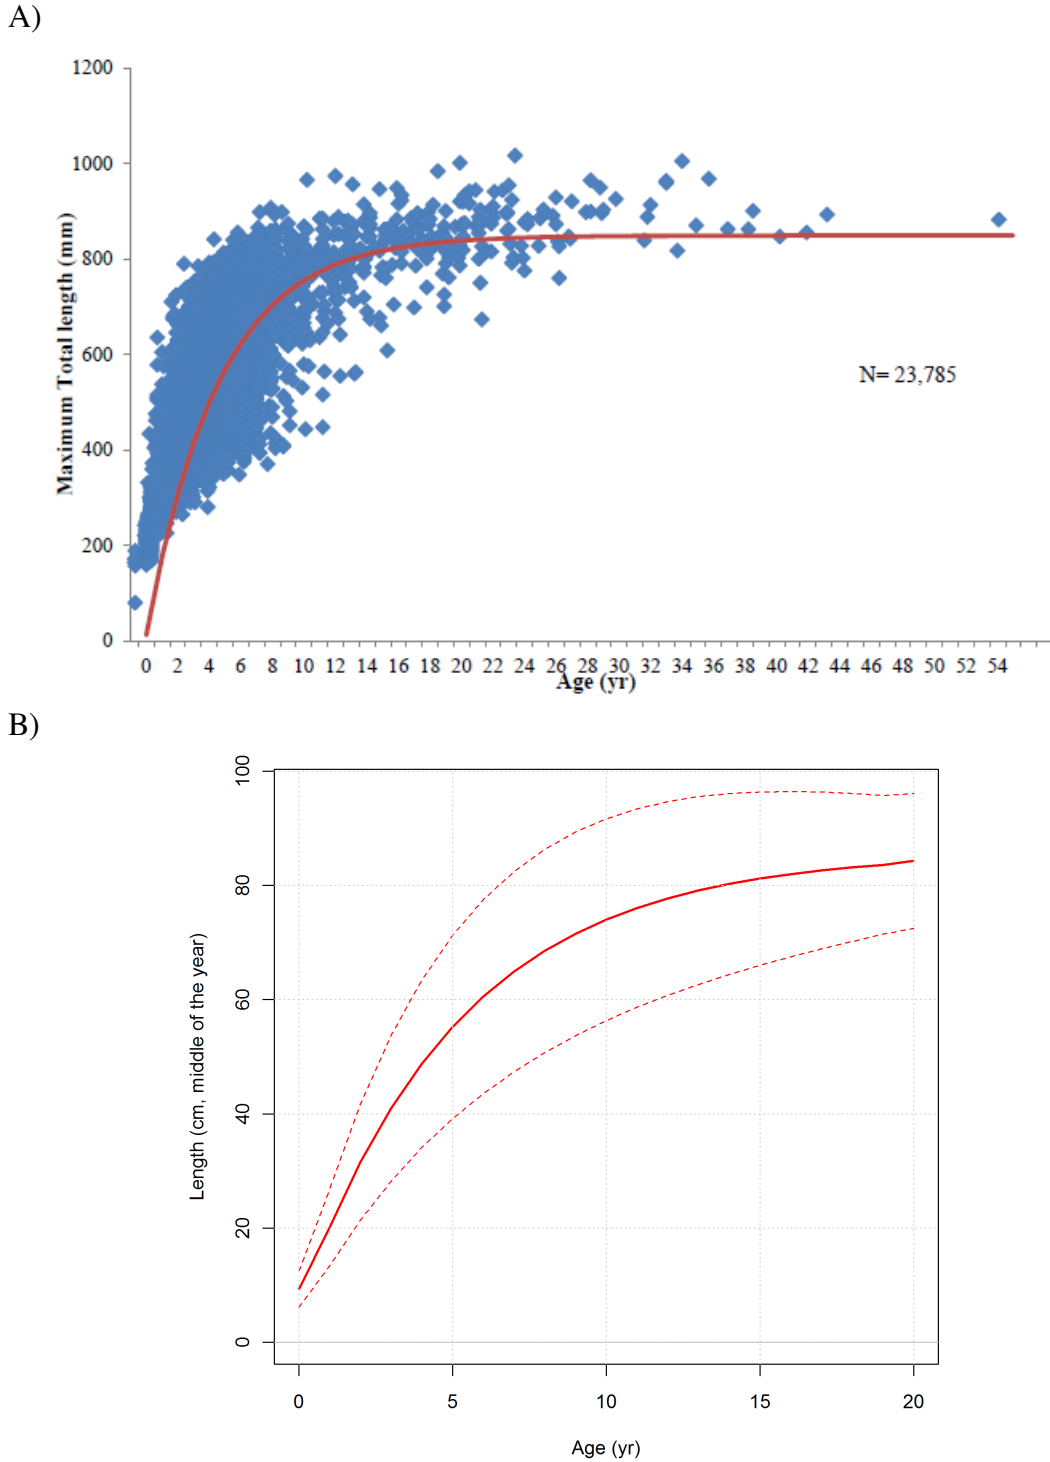 A)
1200
1000
800
600
400
200
0
Maximum Total length (mm)
N= 23,785
0 2 4 6 8 10 12 14 16 18 20 22 24 26 28 30 32 34 36 38 40 42 44 46 48 50 52 54
Age (yr)
B)
100
80
60
40
20
0
Length (cm, middle of the year)
0 5 10 15 20
Age (yr)